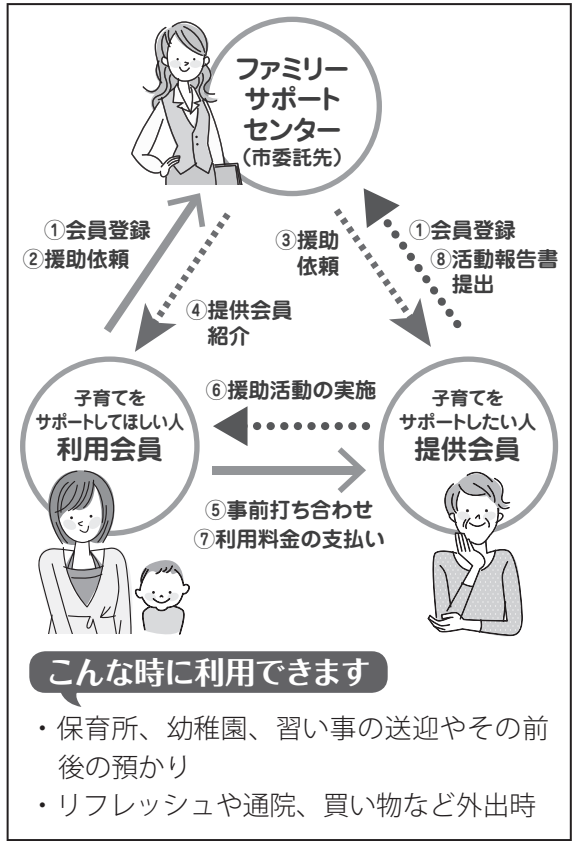 ファミリー
サポート
センター
（市委託先）
①会員登録
②援助依頼
③援助
依頼
①会員登録
⑧活動報告書
提出
④提供会員
紹介
子育てを
サポートしてほしい人
利用会員
⑥援助活動の実施
子育てを
サポートしたい人
提供会員
⑤事前打ち合わせ
⑦利用料金の支払い
こんな時に利用できます
・保育所、幼稚園、習い事の送迎やその前
後の預かり
・リフレッシュや通院、買い物など外出時